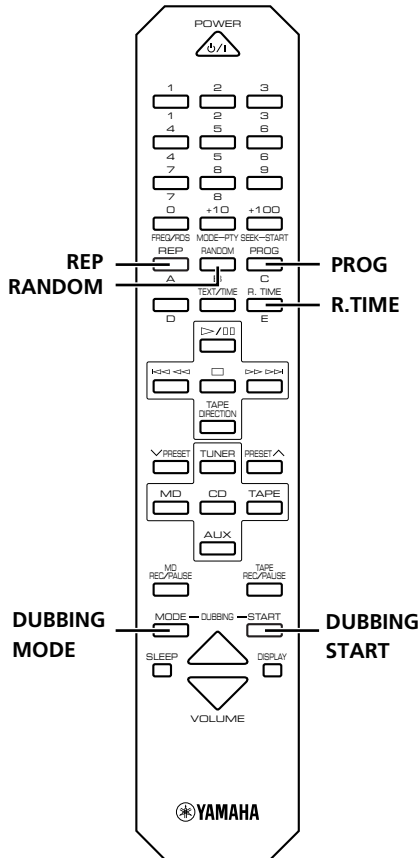 POWER
⏻/I
1 2 3
1 2 3
4 5 6
4 5 6
7 8 9
7 8
0 +10 +100
FREQ/RDS MODE–PTY SEEK–START
REP REP RANDOM PROG PROG
RANDOM A B C
TEXT/TIME R. TIME R.TIME
D E
TAPE
DIRECTION
PRESET TUNER PRESET
MD CD TAPE
AUX
MD
REC/PAUSE
TAPE
REC/PAUSE
DUBBING
MODE
MODE – DUBBING – START
DUBBING
START
SLEEP DISPLAY
VOLUME
YAMAHA